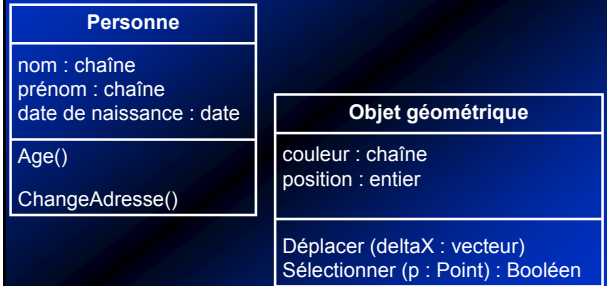 Personne
nom : chaîne
prénom : chaîne
date de naissance : date
Age()
ChangeAdresse()
Objet géométrique
couleur : chaîne
position : entier
Déplacer (deltaX : vecteur)
Sélectionner (p : Point) : Booléen